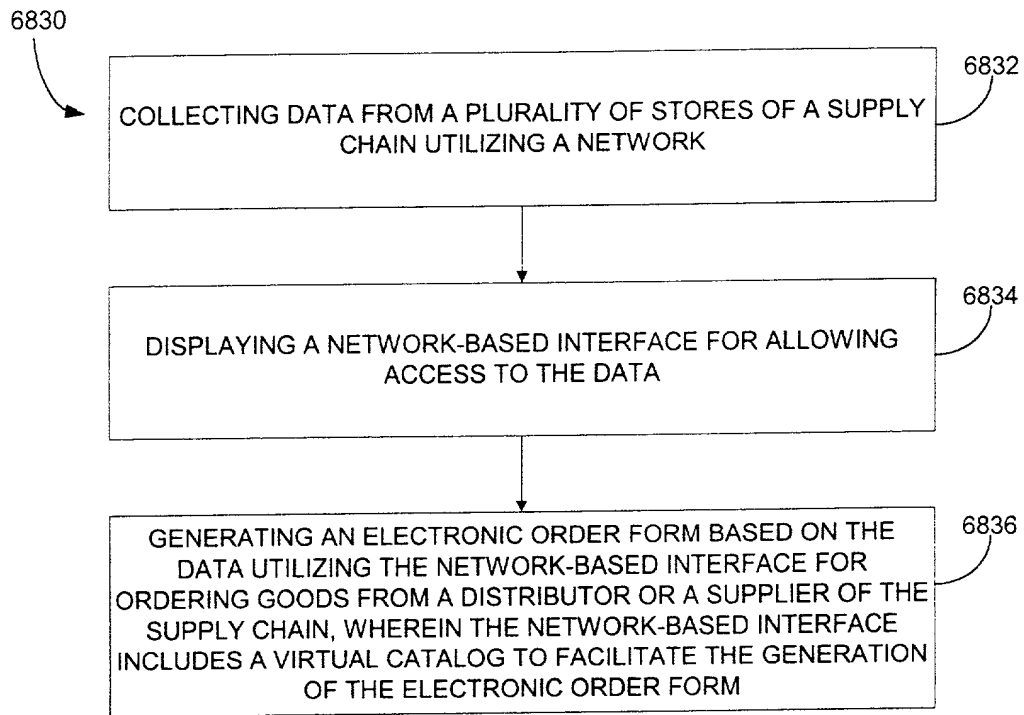 6830
6832
COLLECTING DATA FROM A PLURALITY OF STORES OF A SUPPLY
CHAIN UTILIZING A NETWORK
6834
DISPLAYING A NETWORK-BASED INTERFACE FOR ALLOWING
ACCESS TO THE DATA
6836
GENERATING AN ELECTRONIC ORDER FORM BASED ON THE
DATA UTILIZING THE NETWORK-BASED INTERFACE FOR
ORDERING GOODS FROM A DISTRIBUTOR OR A SUPPLIER OF THE
SUPPLY CHAIN, WHEREIN THE NETWORK-BASED INTERFACE
INCLUDES A VIRTUAL CATALOG TO FACILITATE THE GENERATION
OF THE ELECTRONIC ORDER FORM